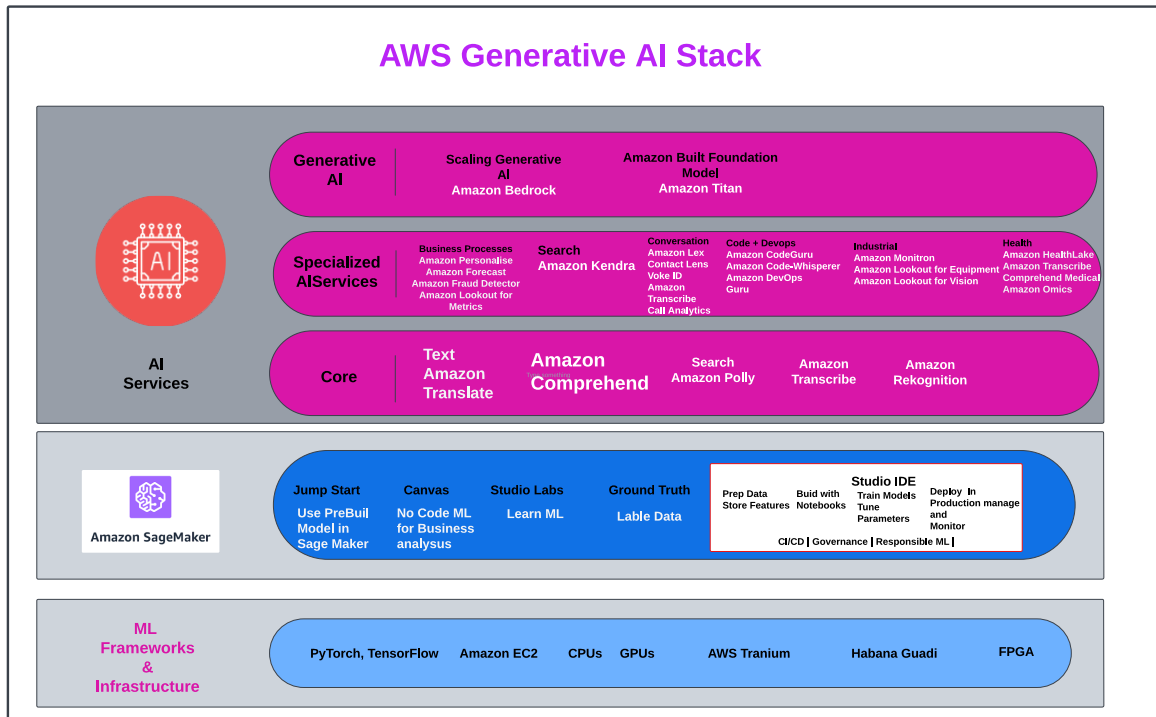 AWS Generative AI Stack
AI
AI
Services
Generative
AI
Scaling Generative
AI
Amazon Bedrock
Amazon Built Foundation
Model
Amazon Titan
Specialized
AIServices
Business Processes
Amazon Personalise
Amazon Forecast
Amazon Fraud Detector
Amazon Lookout for
Metrics
Search
Amazon Kendra
Conversation
Amazon Lex
Contact Lens
Voke ID
Amazon
Transcribe
Call Analytics
Code + Devops
Amazon CodeGuru
Amazon Code-Whisperer
Amazon DevOps
Guru
Industrial
Amazon Monitron
Amazon Lookout for Equipment
Amazon Lookout for Vision
Health
Amazon HealthLake
Amazon Transcribe
Comprehend Medical
Amazon Omics
Core
Text
Amazon
Translate
Amazon
Comprehend
Type something
Search
Amazon Polly
Amazon
Transcribe
Amazon
Rekognition
Amazon SageMaker
Jump Start
Use PreBuil
Model in
Sage Maker
Canvas
No Code ML
for Business
analysus
Studio Labs
Learn ML
Ground Truth
Lable Data
Studio IDE
Prep Data
Store Features
Buid with
Notebooks
Train Models
Tune
Parameters
Deploy In
Production manage
and
Monitor
CI/CD | Governance | Responsible ML |
ML
Frameworks
&
Infrastructure
PyTorch, TensorFlow
Amazon EC2
CPUs
GPUs
AWS Tranium
Habana Guadi
FPGA